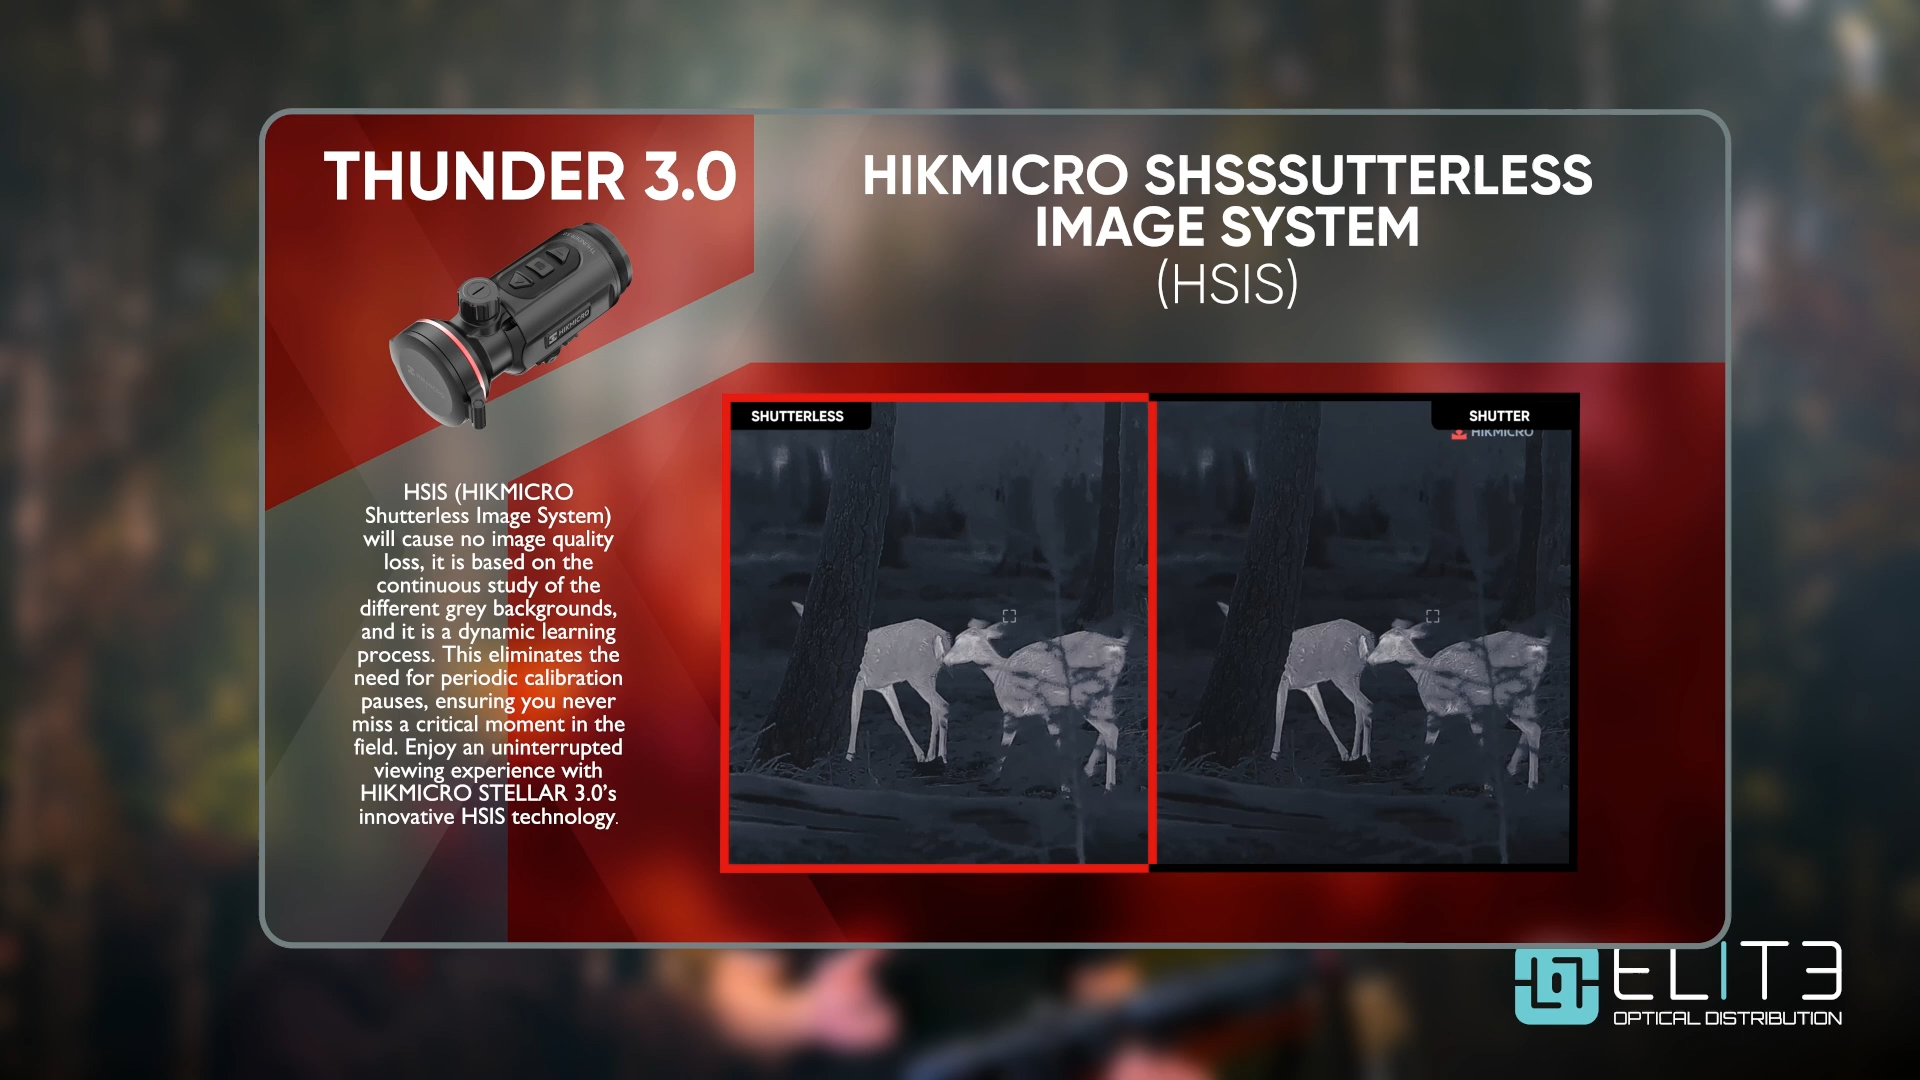 THUNDER 3.0
HIKMICRO SHSSSUTTERLESS
IMAGE SYSTEM
(HSIS)
HIKMICRO
SHUTTERLESS
SHUTTER
HIKMICRO
HSIS (HIKMICRO
Shutterless Image System)
will cause no image quality
loss, it is based on the
continuous study of the
different grey backgrounds,
and it is a dynamic learning
process. This eliminates the
need for periodic calibration
pauses, ensuring you never
miss a critical moment in the
field. Enjoy an uninterrupted
viewing experience with
HIKMICRO STELLAR 3.0’s
innovative HSIS technology.
ELIT3
OPTICAL DISTRIBUTION